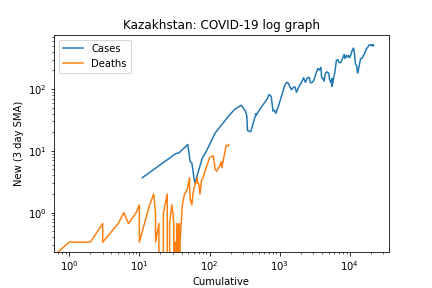 Kazakhstan: COVID-19 log graph
Cases
Deaths
New (3 day SMA)
10²
10¹
10⁰
10⁰ 10¹ 10² 10³ 10⁴
Cumulative